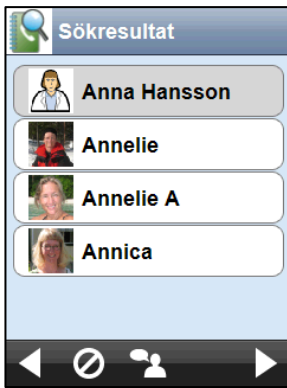 Sökresultat
Anna Hansson
Annelie
Annelie A
Annica